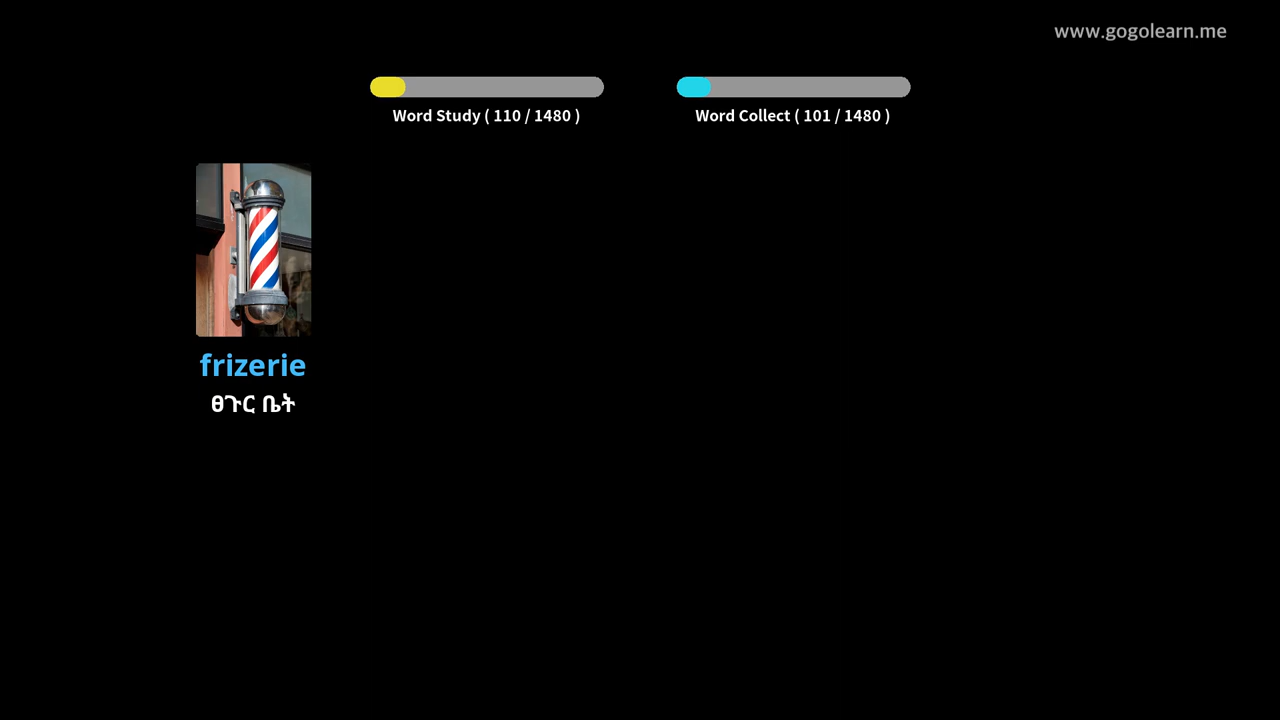 www.gogolearn.me
Word Study ( 110 / 1480 )
Word Collect ( 101 / 1480 )
frizerie
ፀጉር ቤት